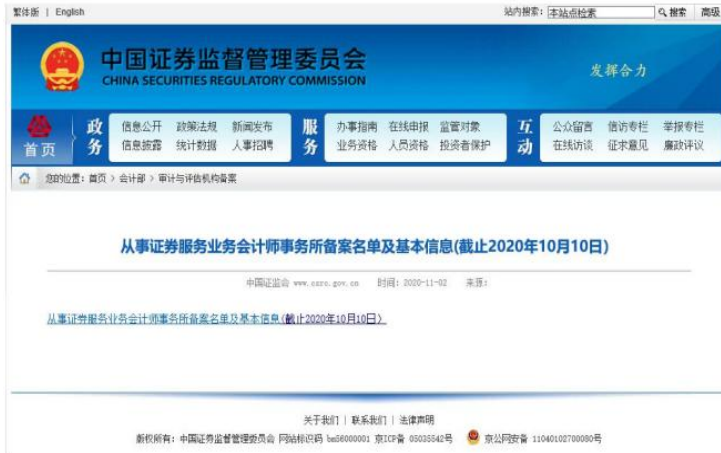 繁体版 | English 站内搜索: 本站点检索 搜索 高级
中国证券监督管理委员会
CHINA SECURITIES REGULATORY COMMISSION
发挥合力
首页
政务 信息公开 政策法规 新闻发布 服务 办事指南 在线申报 监管对象 互动 公众留言 信访专栏 举报专栏
信息披露 统计数据 人事招聘 业务资格 人员资格 投资者保护 在线访谈 征求意见 廉政评议
您的位置: 首页 > 会计部 > 审计与评估机构备案
从事证券服务业务会计师事务所备案名单及基本信息(截止2020年10月10日)
中国证监会 www.csrc.gov.cn 时间: 2020-11-02 来源:
从事证券服务业务会计师事务所备案名单及基本信息(截止2020年10月10日)
关于我们 | 联系我们 | 法律声明
版权所有: 中国证券监督管理委员会 网站标识码 bm56000001 京ICP备 05035542号 京公网安备 11040102700080号